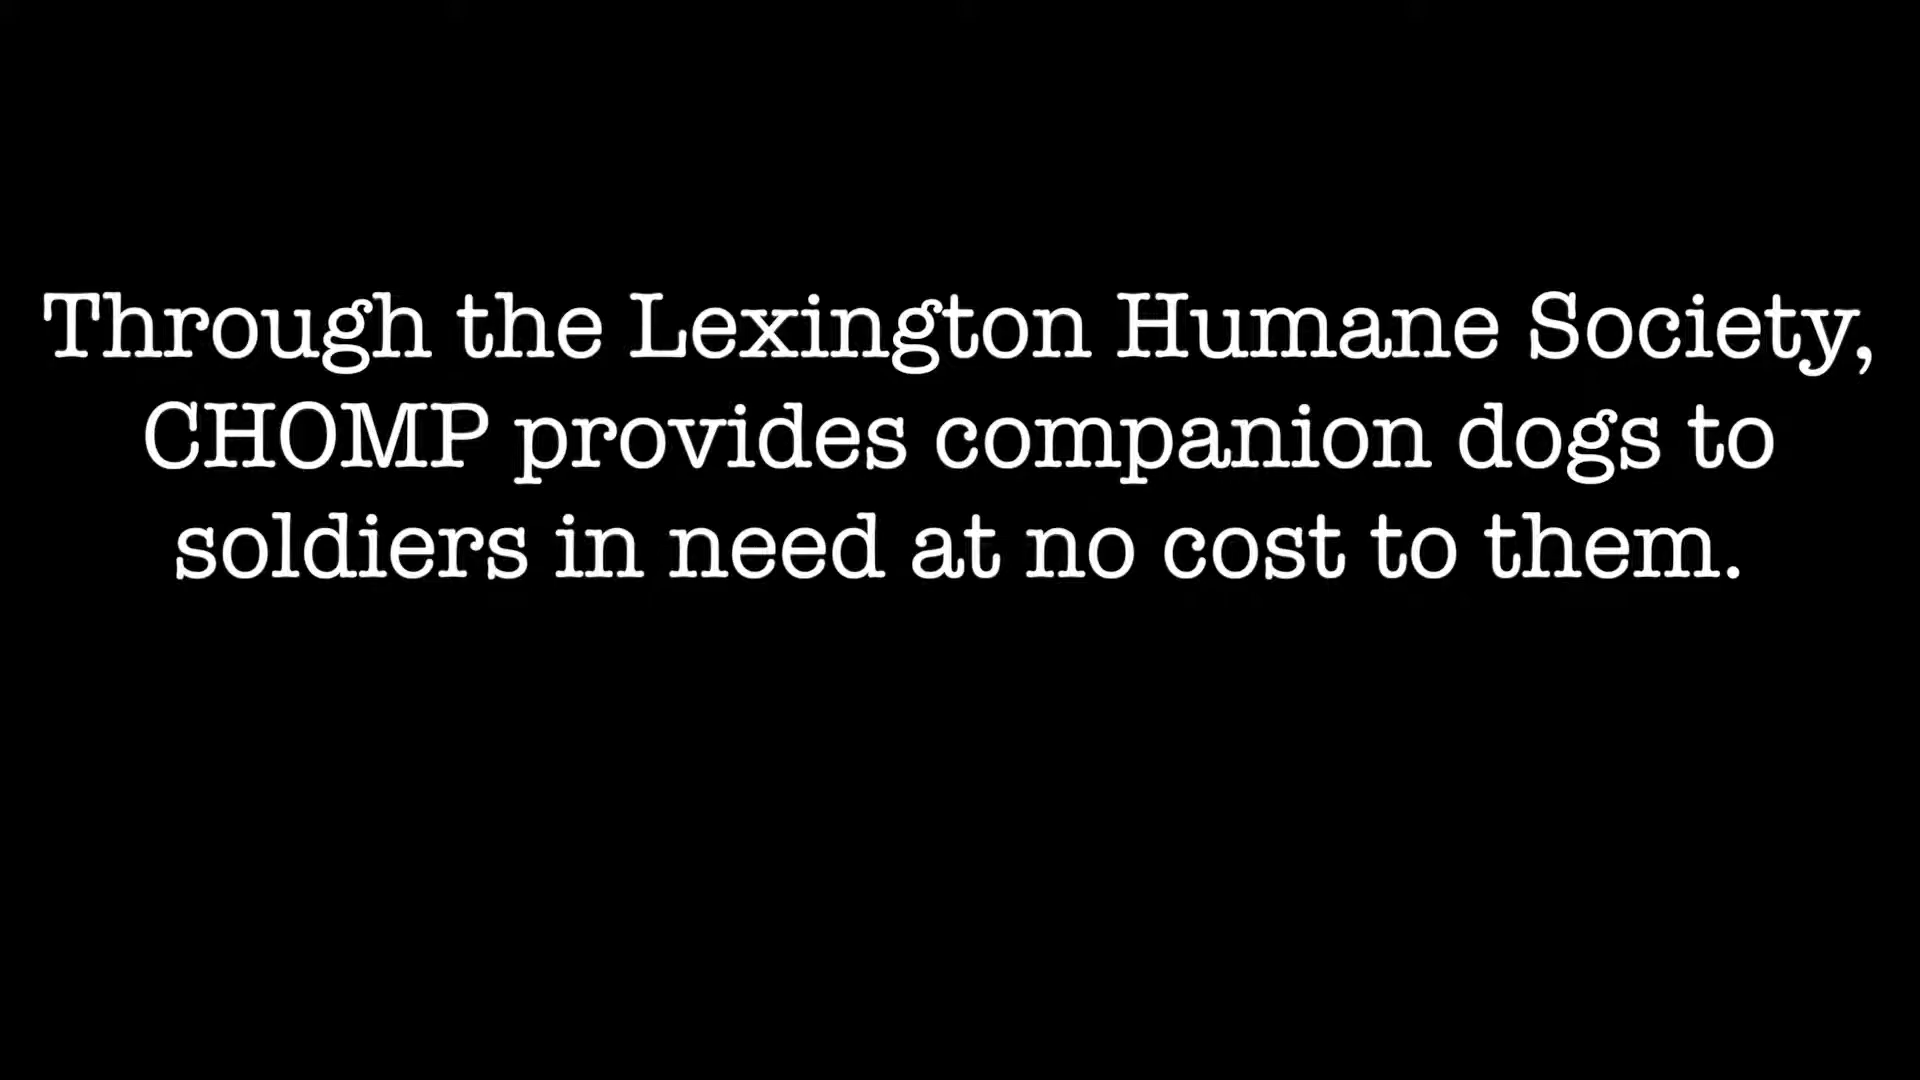 Through the Lexington Humane Society,
CHOMP provides companion dogs to
soldiers in need at no cost to them.